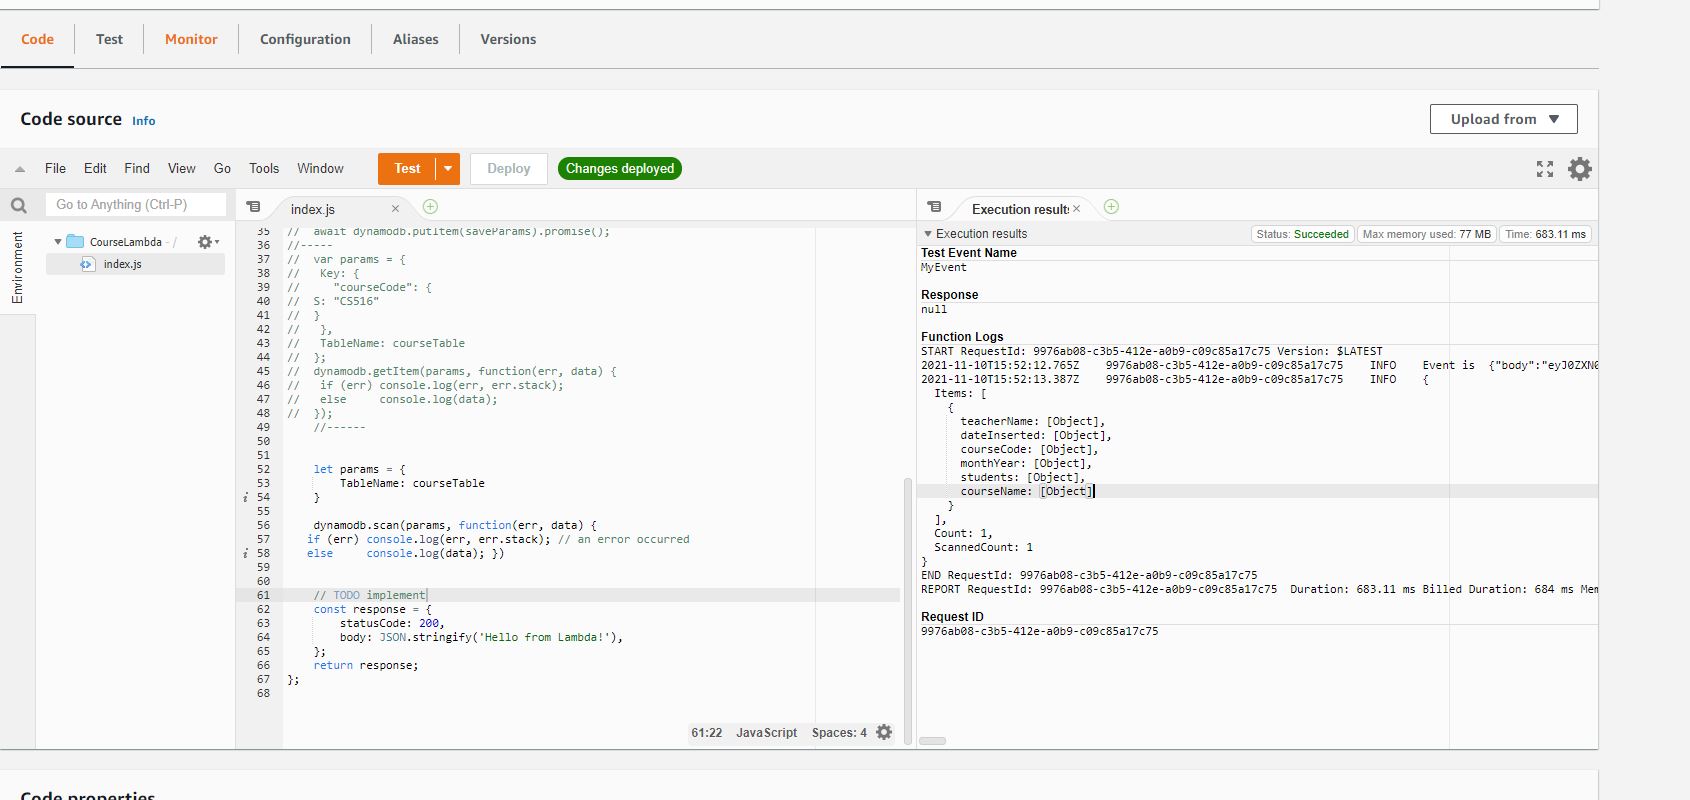 Code Test Monitor Configuration Aliases Versions
Code source Info
Upload from
File Edit Find View Go Tools Window Test Deploy Changes deployed
Go to Anything (Ctrl-P)
Environment
CourseLambda - /
index.js
index.js
35 // await dynamodb.putItem(saveParams).promise();
36 //-----
37 // var params = {
38 // Key: {
39 // "courseCode": {
40 // S: "CS516"
41 // }
42 // },
43 // TableName: courseTable
44 // };
45 // dynamodb.getItem(params, function(err, data) {
46 // if (err) console.log(err, err.stack);
47 // else console.log(data);
48 // });
49 //------
50
51
52 let params = {
53 TableName: courseTable
54 }
55
56 dynamodb.scan(params, function(err, data) {
57 if (err) console.log(err, err.stack); // an error occurred
58 else console.log(data); })
59
60
61 // TODO implement
62 const response = {
63 statusCode: 200,
64 body: JSON.stringify('Hello from Lambda!'),
65 };
66 return response;
67 };
68
61:22 JavaScript Spaces: 4
Execution result
Execution results
Status: Succeeded Max memory used: 77 MB Time: 683.11 ms
Test Event Name
MyEvent
Response
null
Function Logs
START RequestId: 9976ab08-c3b5-412e-a0b9-c09c85a17c75 Version: $LATEST
2021-11-10T15:52:12.765Z 9976ab08-c3b5-412e-a0b9-c09c85a17c75 INFO Event is {"body":"eyJ0ZXN0
2021-11-10T15:52:13.387Z 9976ab08-c3b5-412e-a0b9-c09c85a17c75 INFO {
Items: [
{
teacherName: [Object],
dateInserted: [Object],
courseCode: [Object],
monthYear: [Object],
students: [Object],
courseName: [Object]
}
],
Count: 1,
ScannedCount: 1
}
END RequestId: 9976ab08-c3b5-412e-a0b9-c09c85a17c75
REPORT RequestId: 9976ab08-c3b5-412e-a0b9-c09c85a17c75 Duration: 683.11 ms Billed Duration: 684 ms Mem
Request ID
9976ab08-c3b5-412e-a0b9-c09c85a17c75
Code properties